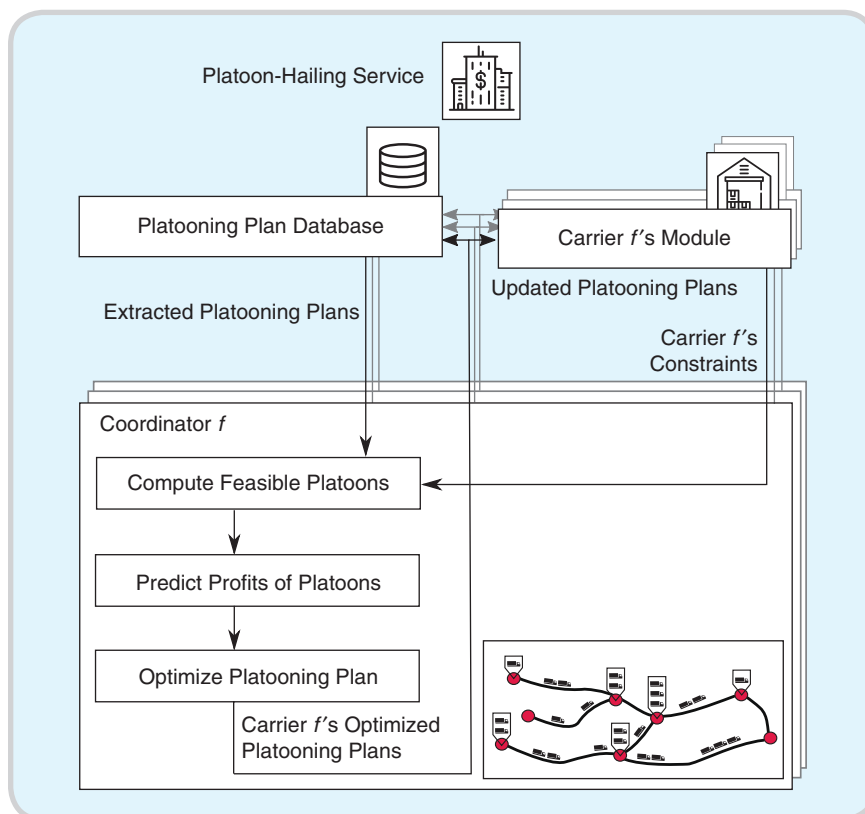 Platoon-Hailing Service
$
Platooning Plan Database
Carrier f′s Module
Extracted Platooning Plans
Updated Platooning Plans
Carrier f′s
Constraints
Coordinator f
Compute Feasible Platoons
Predict Profits of Platoons
Optimize Platooning Plan
Carrier f′s Optimized
Platooning Plans